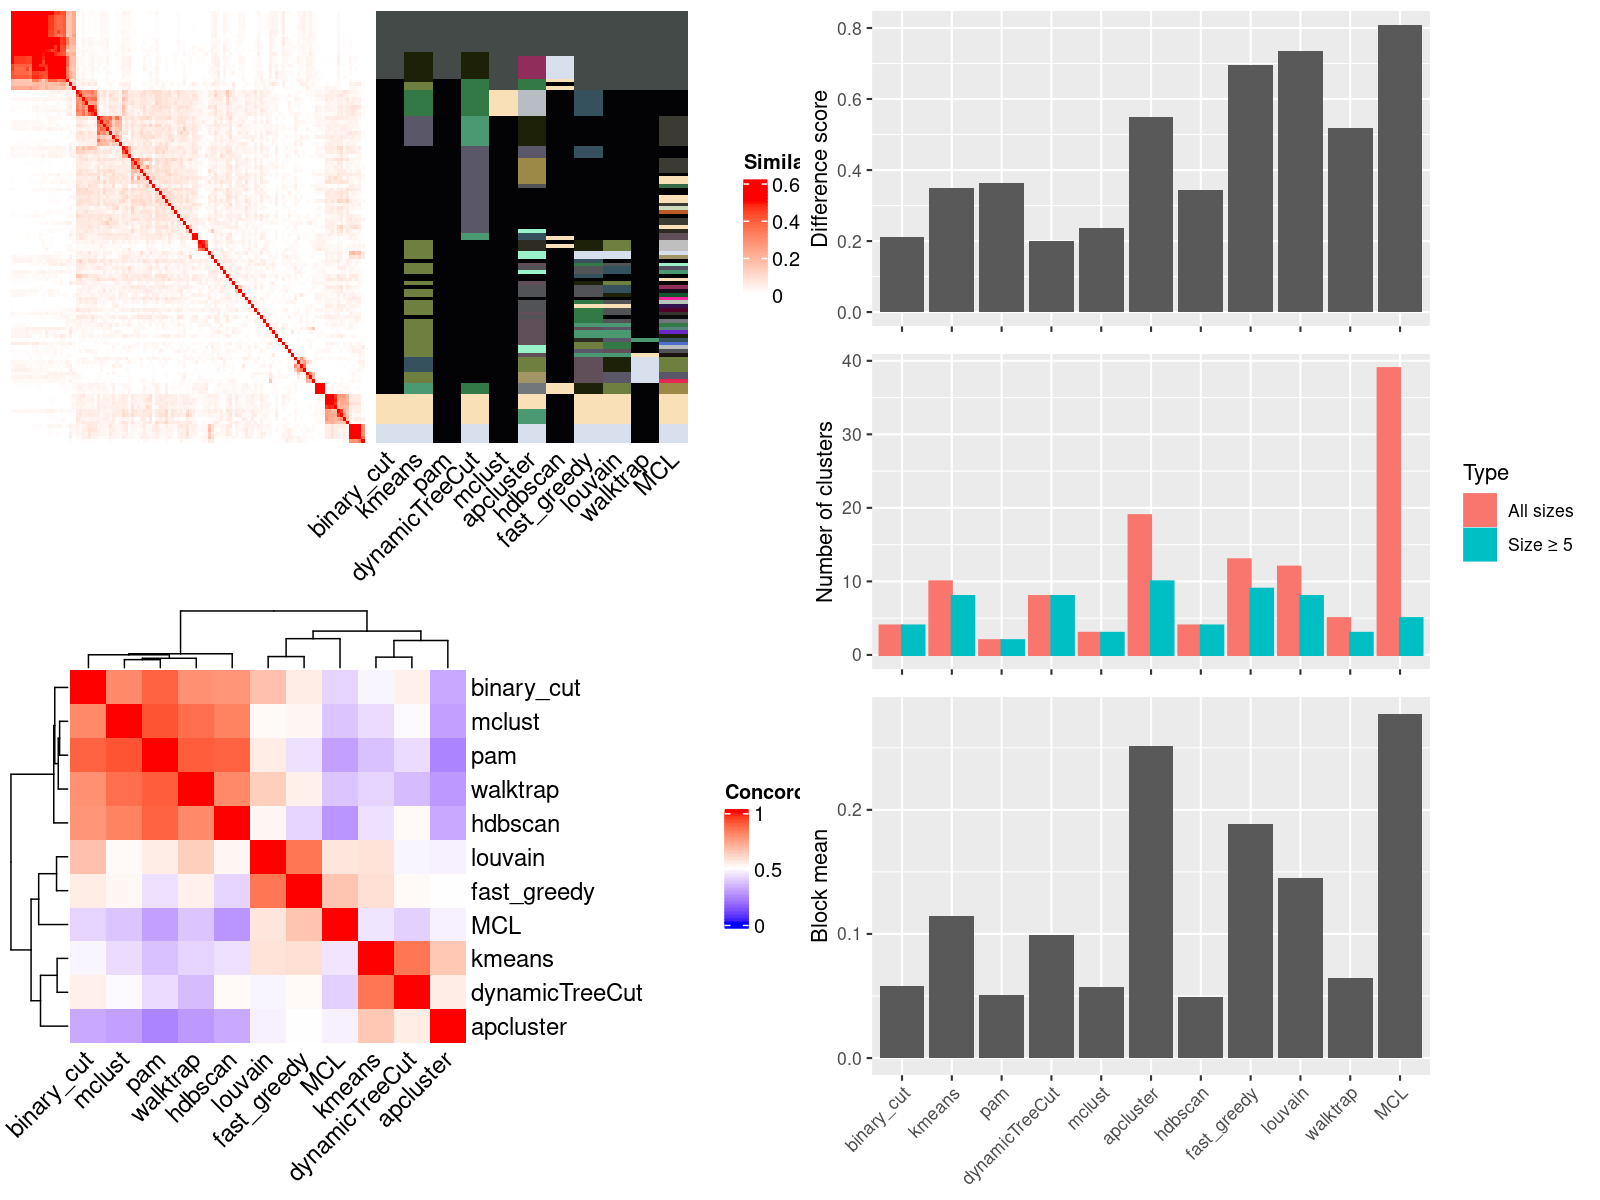 Simila
0.6
0.4
0.2
0
binary_cut
kmeans
pam
dynamicTreeCut
mclust
apcluster
hdbscan
fast_greedy
louvain
walktrap
MCL
binary_cut
mclust
pam
walktrap
hdbscan
louvain
fast_greedy
MCL
kmeans
dynamicTreeCut
apcluster
binary_cut
mclust
pam
walktrap
hdbscan
louvain
fast_greedy
MCL
kmeans
dynamicTreeCut
apcluster
Concord
1
0.5
0
Difference score
0.8
0.6
0.4
0.2
0.0
Number of clusters
40
30
20
10
0
Type
All sizes
Size ≥ 5
Block mean
0.2
0.1
0.0
binary_cut
kmeans
pam
dynamicTreeCut
mclust
apcluster
hdbscan
fast_greedy
louvain
walktrap
MCL